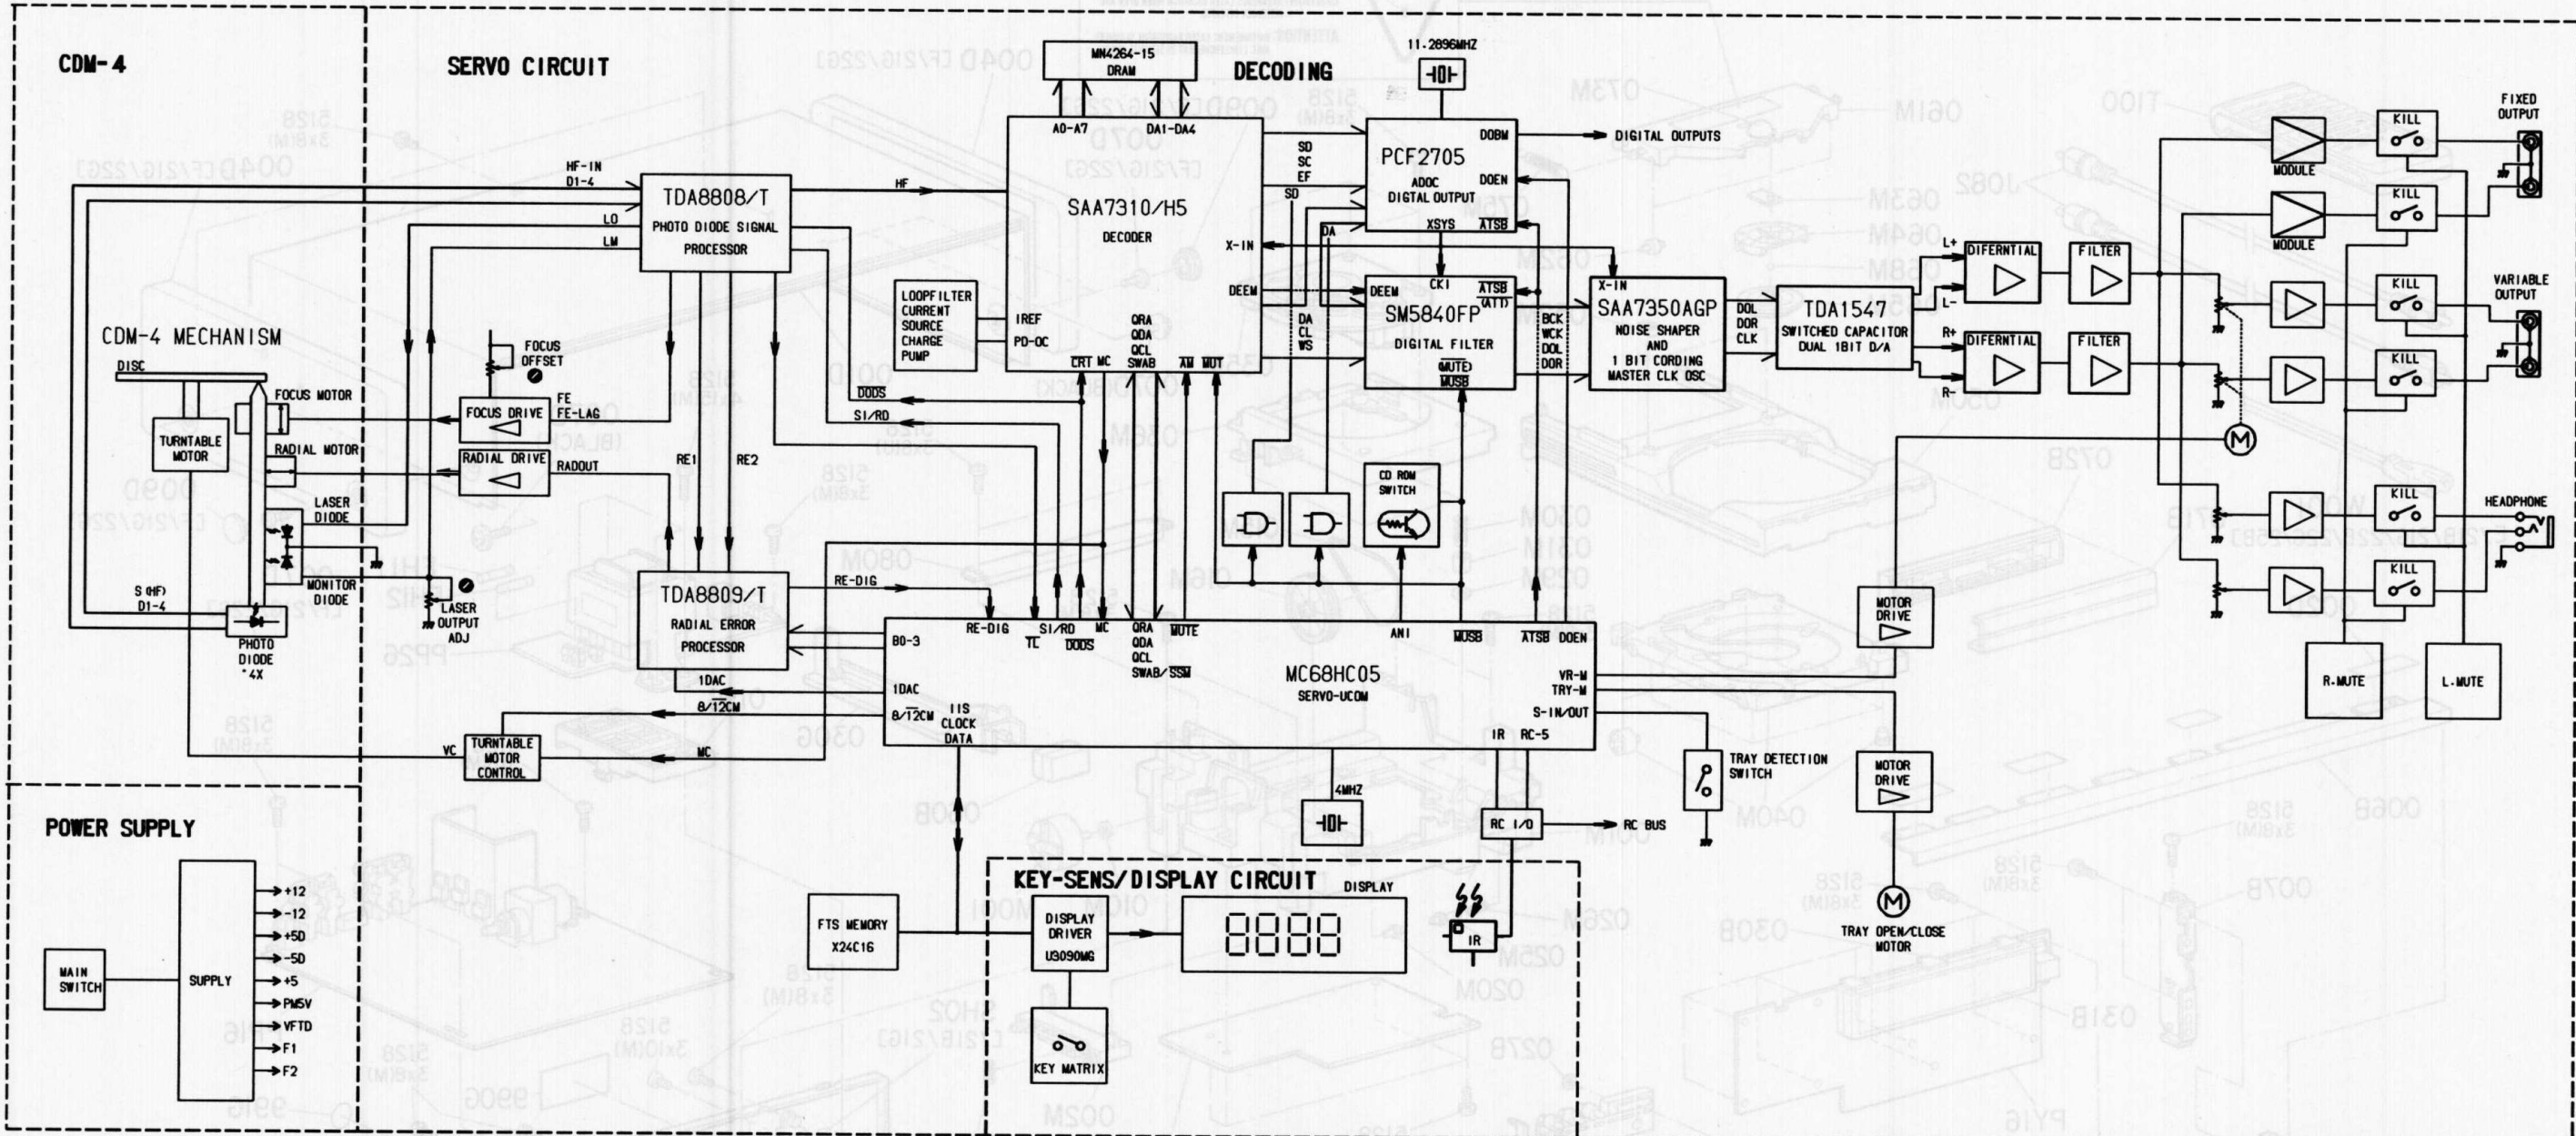 CDM-4
SERVO CIRCUIT
DECODING
MN4264-15
DRAM
11.2896MHZ
A0-A7
DA1-DA4
SAA7310/H5
DECODER
X-IN
DEEM
IREF
PD-OC
CRT MC
QRA
QDA
QCL
SWAB
AM MUT
HF-IN
D1-4
LO
LM
TDA8808/T
PHOTO DIODE SIGNAL
PROCESSOR
HF
LOOPFILTER
CURRENT
SOURCE
CHARGE
PUMP
SD
SC
EF
SD
DA
DA
CL
WS
PCF2705
ADOC
DIGTAL OUTPUT
DOBM
DOEN
XSYS
ATSB
DIGITAL OUTPUTS
CKI
DEEM
ATSB
(ATT)
SM5840FP
DIGITAL FILTER
(MUTE)
MUSB
BCK
WCK
DOL
DOR
X-IN
SAA7350AGP
NOISE SHAPER
AND
1 BIT CORDING
MASTER CLK OSC
DOL
DOR
CLK
TDA1547
SWITCHED CAPACITOR
DUAL 1BIT D/A
L+
L-
R+
R-
DIFERNTIAL
FILTER
DIFERNTIAL
FILTER
MODULE
KILL
MODULE
KILL
FIXED
OUTPUT
KILL
VARIABLE
OUTPUT
KILL
M
KILL
HEADPHONE
KILL
R.MUTE
L.MUTE
CDM-4 MECHANISM
DISC
FOCUS MOTOR
TURNTABLE
MOTOR
RADIAL MOTOR
LASER
DIODE
MONITOR
DIODE
S (HF)
D1-4
PHOTO
DIODE
*4X
LASER
OUTPUT
ADJ
FOCUS
OFFSET
FOCUS DRIVE
FE
FE-LAG
RADIAL DRIVE
RADOUT
RE1
RE2
DODS
SI/RD
TDA8809/T
RADIAL ERROR
PROCESSOR
RE-DIG
1DAC
8/12CM
TURNTABLE
MOTOR
CONTROL
VC
MC
CD ROM
SWITCH
RE-DIG
TL
SI/RD
DODS
MC
QRA
QDA
QCL
SWAB/SSM
MUTE
ANI
MUSB
ATSB DOEN
B0-3
1DAC
8/12CM
IIS
CLOCK
DATA
MC68HC05
SERVO-UCOM
VR-M
TRY-M
S-IN/OUT
IR RC-5
4MHZ
RC I/O
RC BUS
TRAY DETECTION
SWITCH
MOTOR
DRIVE
MOTOR
DRIVE
M
TRAY OPEN/CLOSE
MOTOR
POWER SUPPLY
MAIN
SWITCH
SUPPLY
+12
-12
+5D
-5D
+5
PM5V
VFTD
F1
F2
FTS MEMORY
X24C16
KEY-SENS/DISPLAY CIRCUIT
DISPLAY
DISPLAY
DRIVER
U3090MG
8888
IR
KEY MATRIX